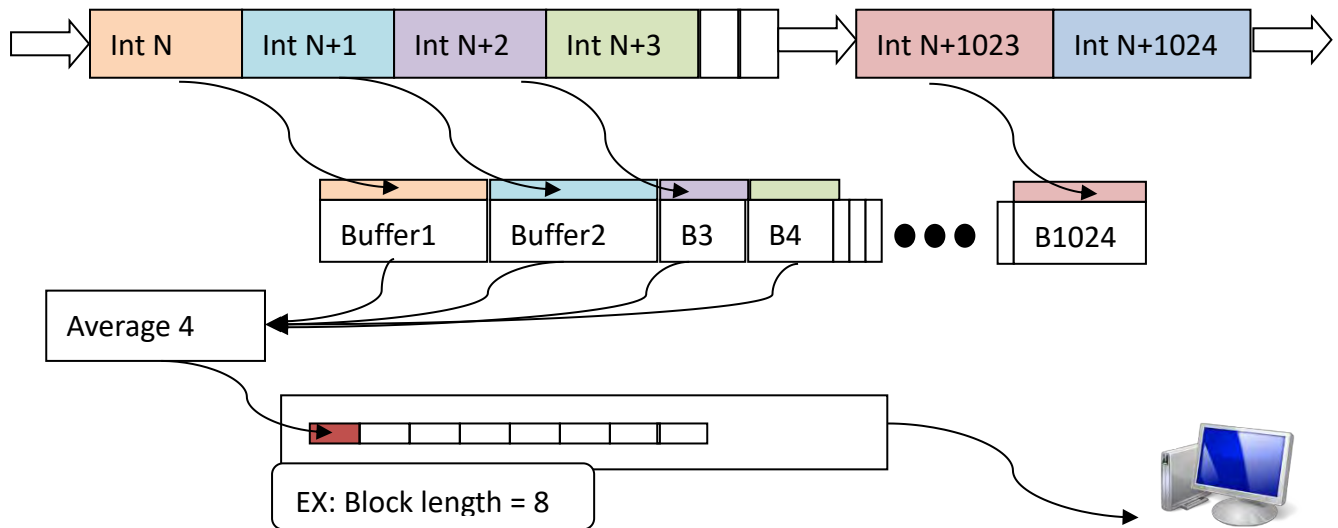 Int N Int N+1 Int N+2 Int N+3 Int N+1023 Int N+1024
Buffer1 Buffer2 B3 B4 B1024
Average 4
EX: Block length = 8